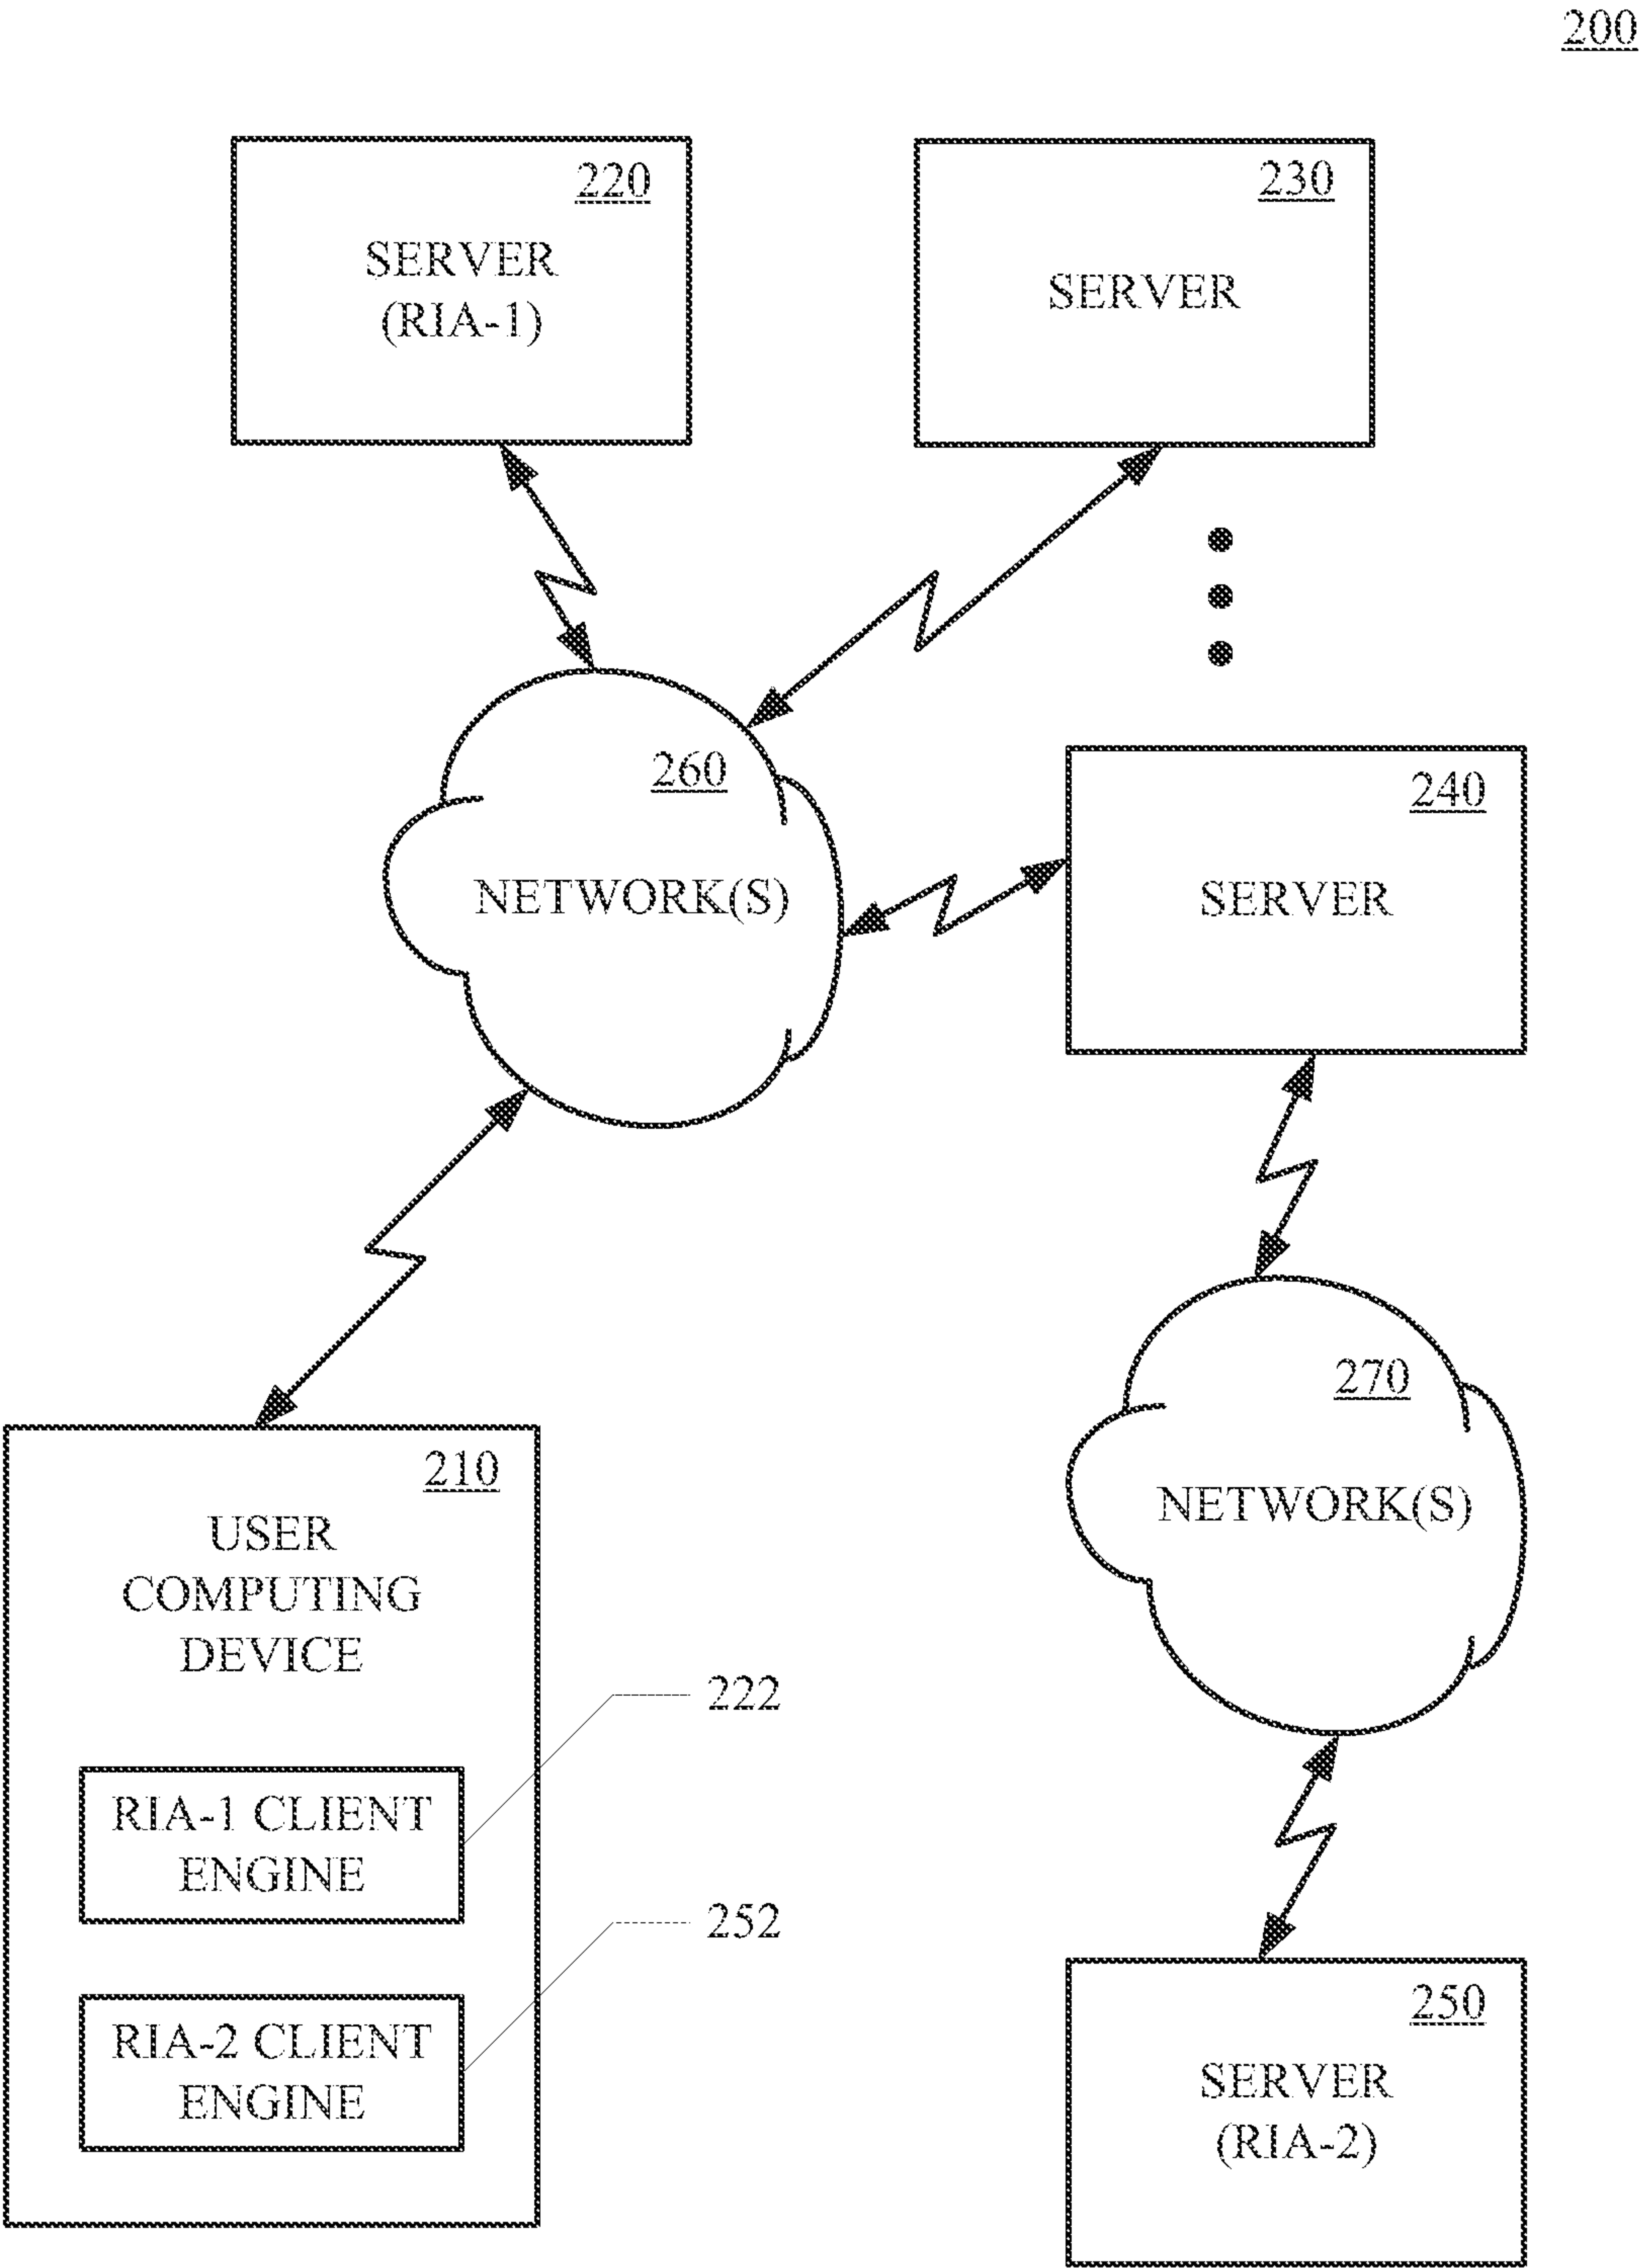 200
220
SERVER
(RIA-1)
230
SERVER
260
NETWORK(S)
240
SERVER
270
NETWORK(S)
210
USER
COMPUTING
DEVICE
222
RIA-1 CLIENT
ENGINE
252
RIA-2 CLIENT
ENGINE
250
SERVER
(RIA-2)